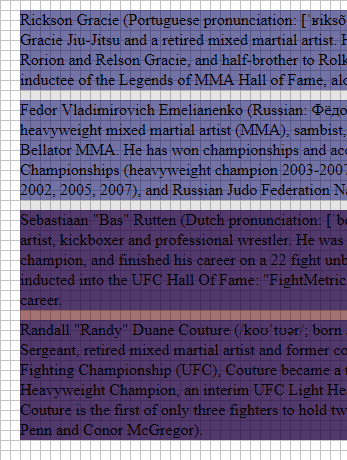 Rickson Gracie (Portuguese pronunciation: [ˈʁiksõ
Gracie Jiu-Jitsu and a retired mixed martial artist. H
Rorion and Relson Gracie, and half-brother to Rolk
inductee of the Legends of MMA Hall of Fame, alo
Fedor Vladimirovich Emelianenko (Russian: Фёдо
heavyweight mixed martial artist (MMA), sambist,
Bellator MMA. He has won championships and acc
Championships (heavyweight champion 2003-2007
2002, 2005, 2007), and Russian Judo Federation Na
Sebastiaan "Bas" Rutten (Dutch pronunciation: [ˈb
artist, kickboxer and professional wrestler. He was
champion, and finished his career on a 22 fight unb
inducted into the UFC Hall Of Fame: "FightMetric
career.
Randall "Randy" Duane Couture (/koʊˈtʊər/; born
Sergeant, retired mixed martial artist and former co
Fighting Championship (UFC), Couture became a t
Heavyweight Champion, an interim UFC Light He
Couture is the first of only three fighters to hold tw
Penn and Conor McGregor).